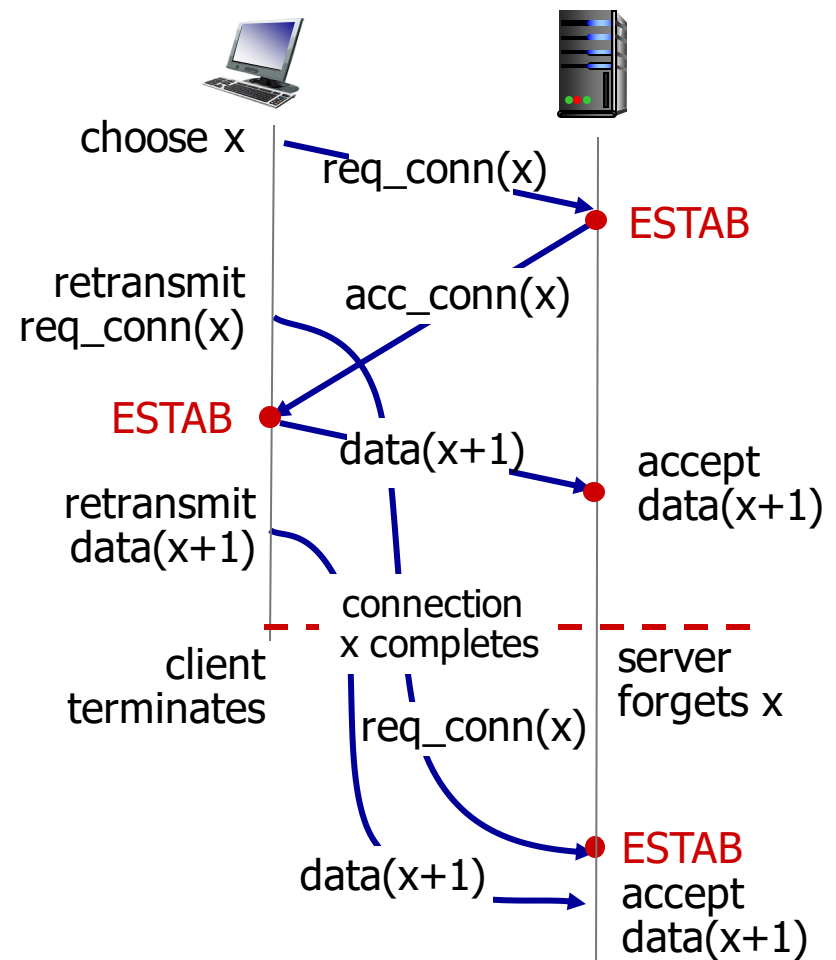 choose x
req_conn(x)
ESTAB
retransmit
req_conn(x)
acc_conn(x)
ESTAB
data(x+1)
accept
data(x+1)
retransmit
data(x+1)
connection
x completes
client
terminates
server
forgets x
req_conn(x)
ESTAB
data(x+1)
accept
data(x+1)